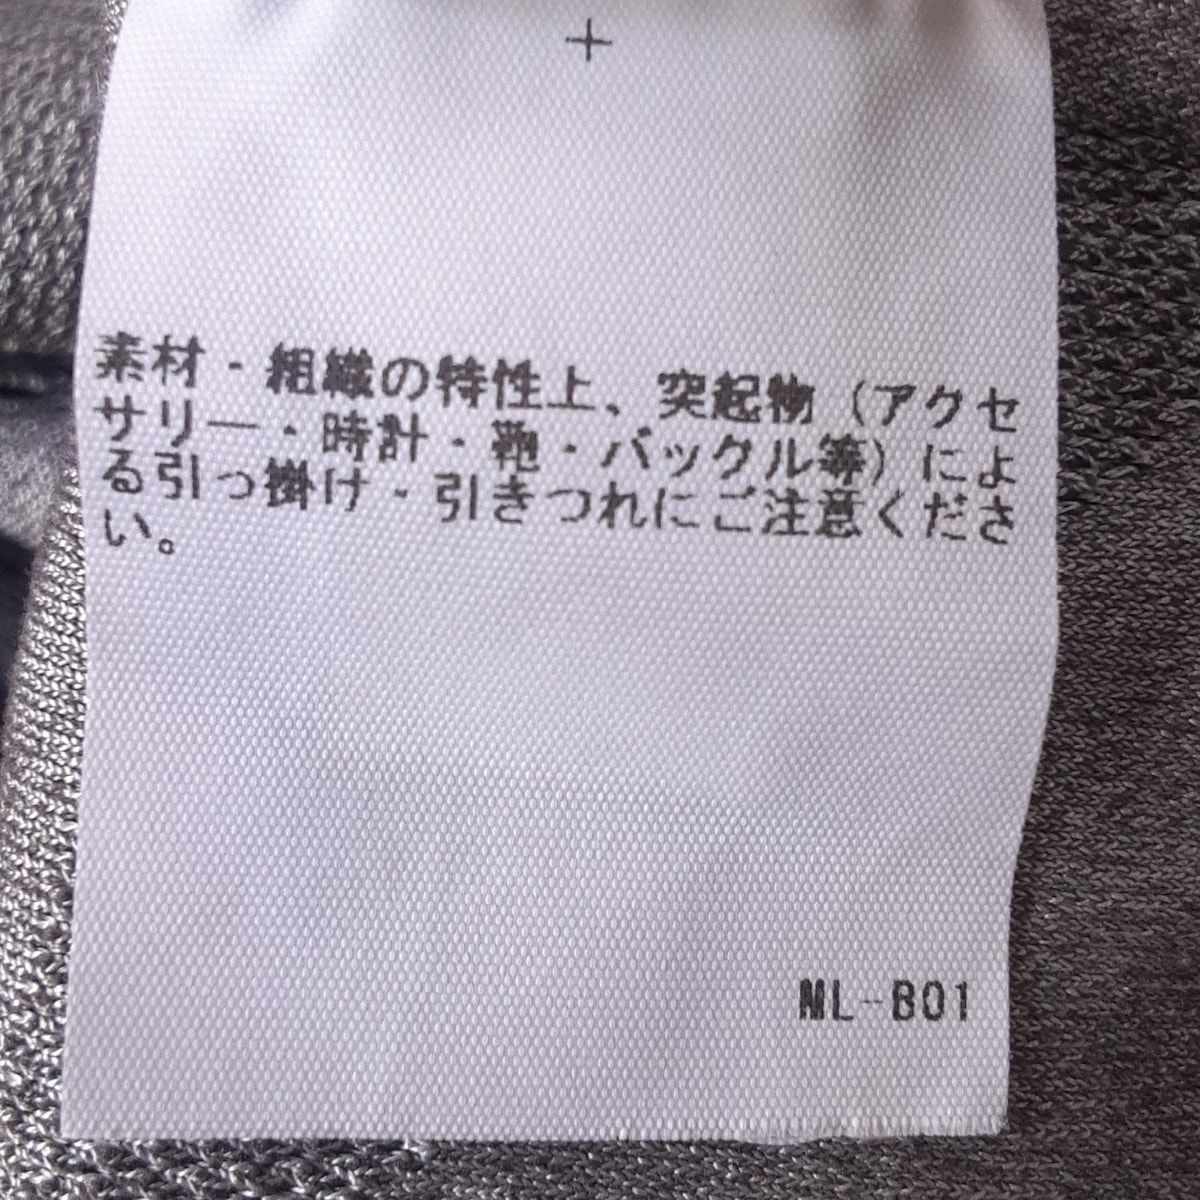 素材・組織の特性上、突起物（アクセ
サリー・時計・鞄・バックル等）によ
る引っ掛け・引きつれにご注意くださ
い。
ML-B01